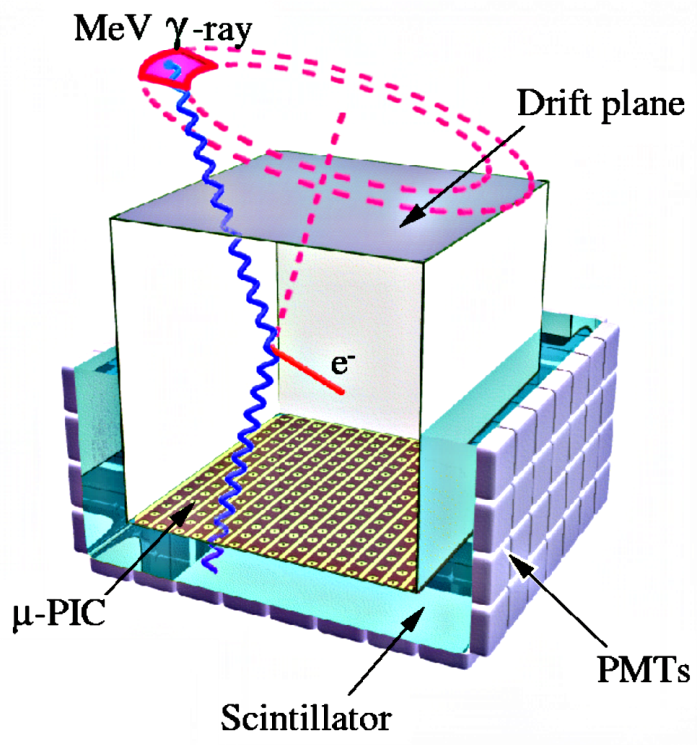 MeV γ-ray
Drift plane
e-
μ-PIC
PMTs
Scintillator